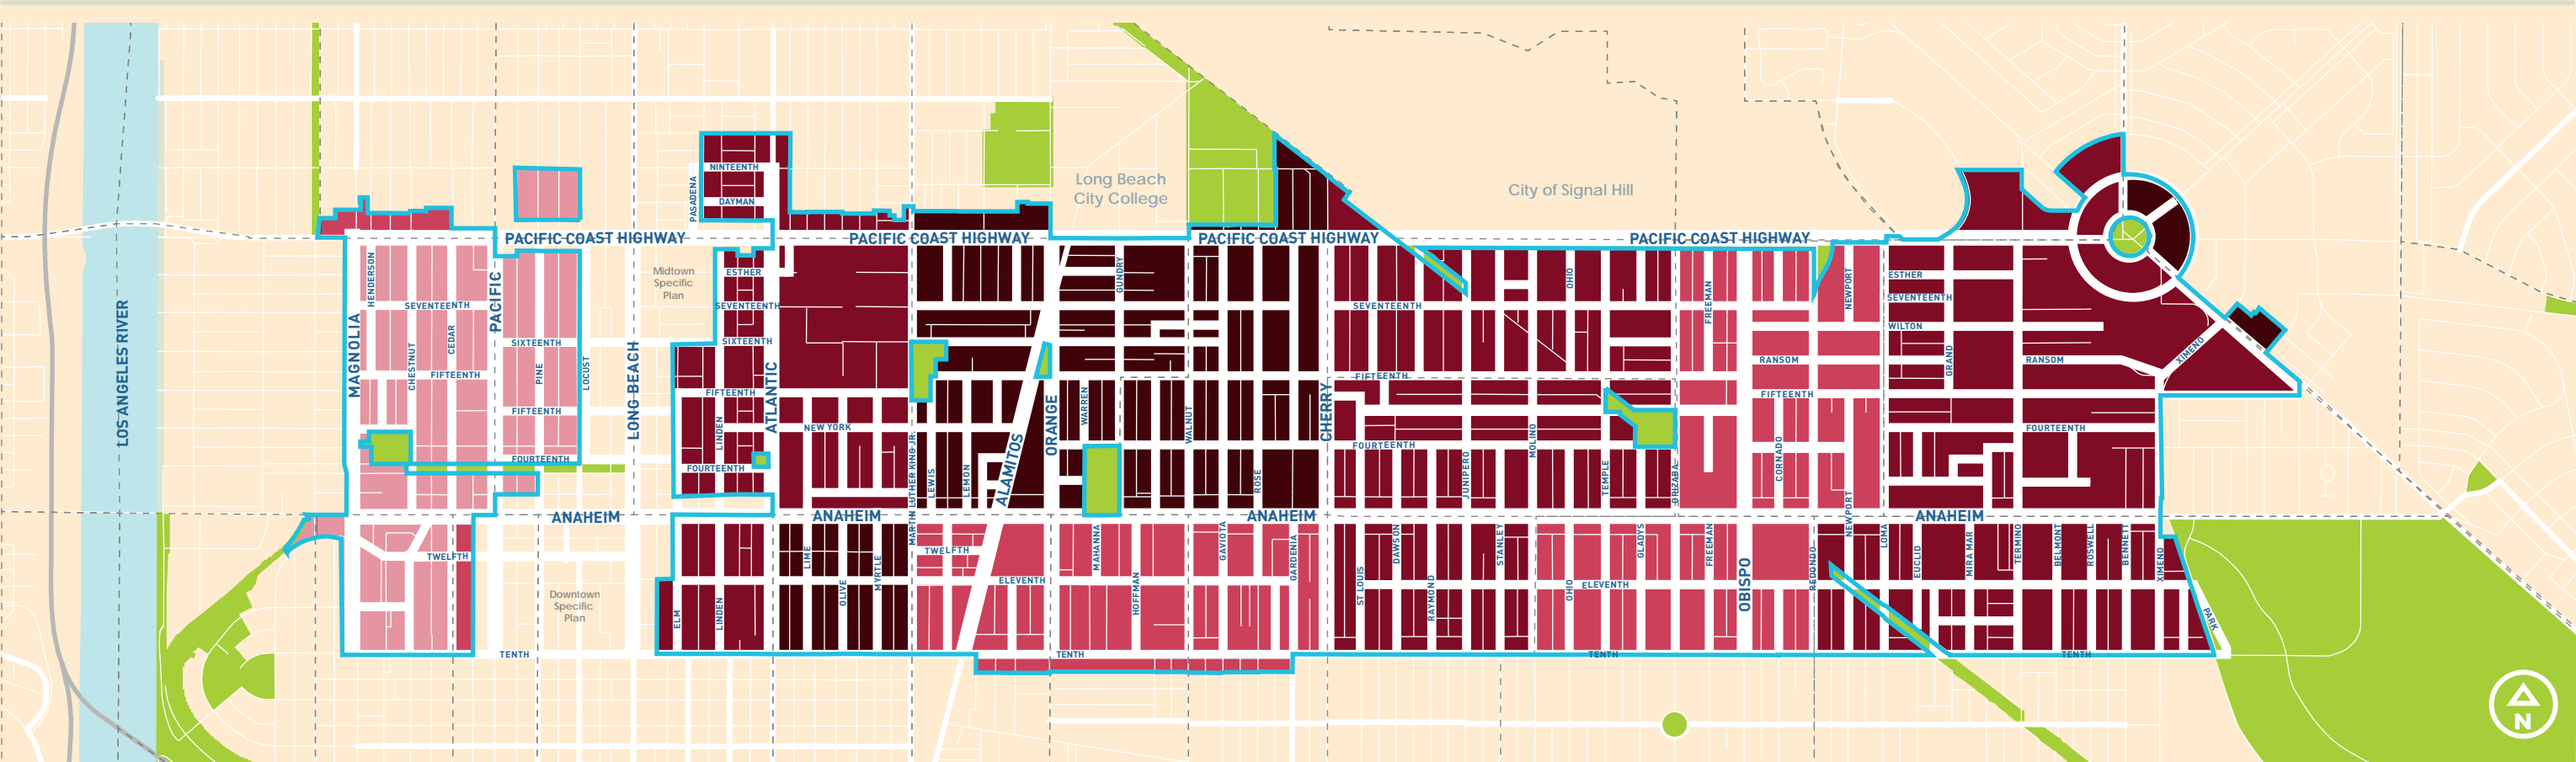 Long Beach
City College
City of Signal Hill
NINTEENTH
DAYMAN
PASADENA
PACIFIC COAST HIGHWAY
PACIFIC COAST HIGHWAY
PACIFIC COAST HIGHWAY
PACIFIC COAST HIGHWAY
Midtown
Specific
Plan
LOS ANGELES RIVER
MAGNOLIA
HENDERSON
SEVENTEENTH
CHESTNUT
CEDAR
FIFTEENTH
PACIFIC
SIXTEENTH
PINE
FIFTEENTH
FOURTEENTH
LOCUST
LONG BEACH
ESTHER
SEVENTEENTH
SIXTEENTH
FIFTEENTH
LINDEN
FOURTEENTH
ATLANTIC
NEW YORK
MARTIN LUTHER KING JR.
LEWIS
LEMON
ALAMITOS
ORANGE
WARREN
GUNDRY
WALNUT
ROSE
CHERRY
SEVENTEENTH
FIFTEENTH
FOURTEENTH
JUNIPERO
MOLINO
OHIO
TEMPLE
ORIZABA
FREEMAN
RANSOM
FIFTEENTH
CORNADO
NEWPORT
NEWPORT
ESTHER
SEVENTEENTH
WILTON
GRAND
RANSOM
XIMENO
FOURTEENTH
ANAHEIM
ANAHEIM
ANAHEIM
ANAHEIM
TWELFTH
Downtown
Specific
Plan
TENTH
ELM
LINDEN
LIME
OLIVE
MYRTLE
TWELFTH
ELEVENTH
MAHANNA
HOFFMAN
GAVIOTA
GARDENIA
TENTH
ST LOUIS
DAWSON
RAYMOND
STANLEY
OHIO
ELEVENTH
GLADYS
FREEMAN
OBISPO
TENTH
REDONDO
LOMA
EUCLID
MIRA MAR
TERMINO
BELMONT
ROSWELL
BENNETT
XIMENO
PARK
TENTH
N